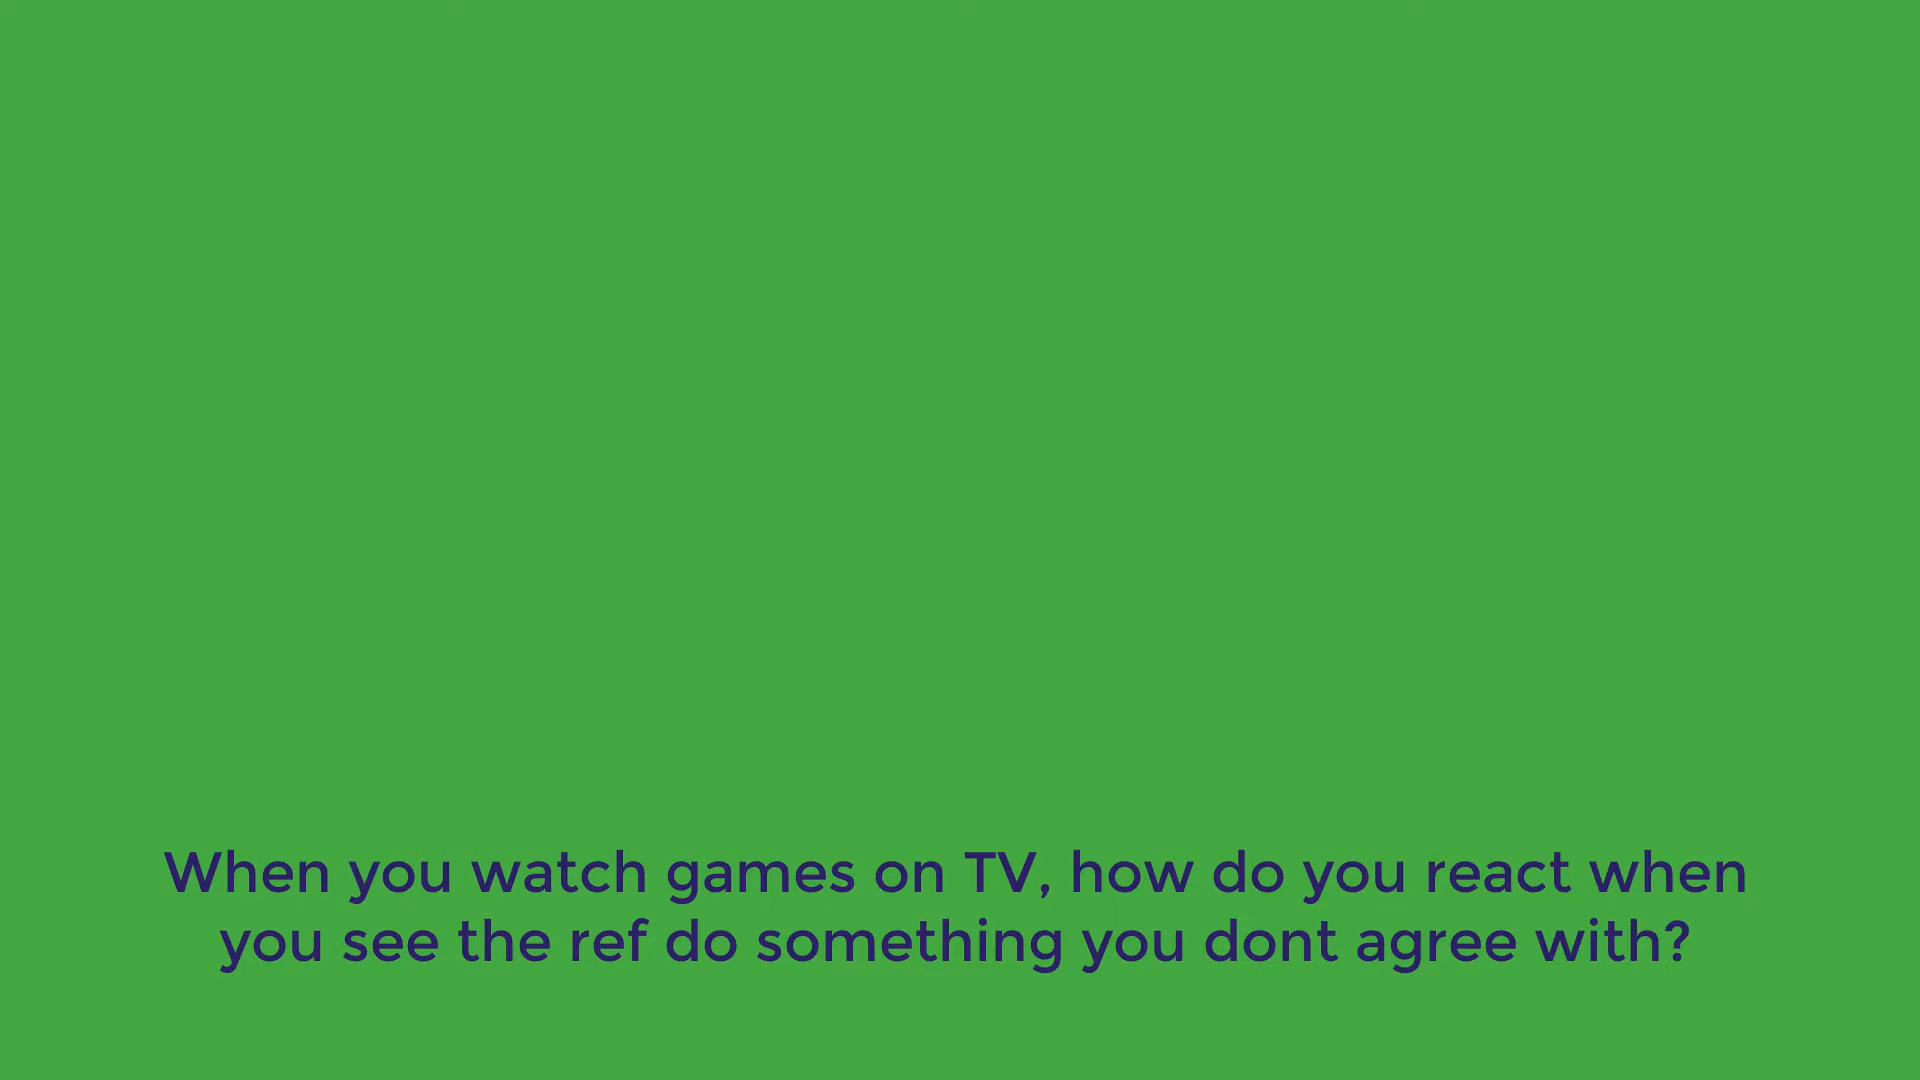 When you watch games on TV, how do you react when
you see the ref do something you dont agree with?